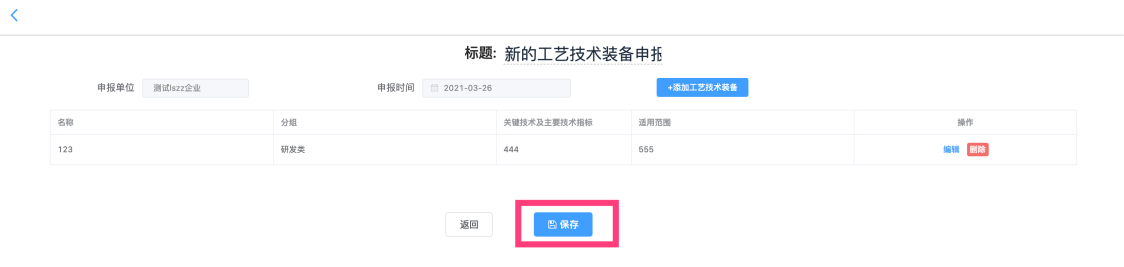 标题: 新的工艺技术装备申报
申报单位 测试lszz企业 申报时间 2021-03-26 +添加工艺技术装备
名称 分组 关键技术及主要技术指标 适用范围 操作
123 研发类 444 555 编辑 删除
返回 保存